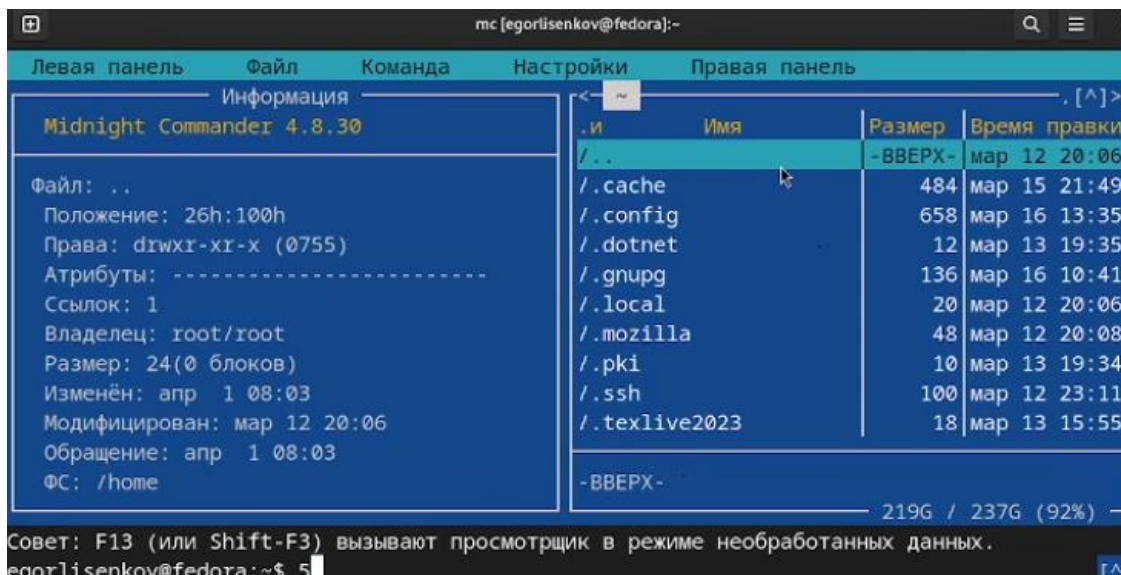 mc [egorlisenkov@fedora]:~
Левая панель Файл Команда Настройки Правая панель
Информация
Midnight Commander 4.8.30
Файл: ..
Положение: 26h:100h
Права: drwxr-xr-x (0755)
Атрибуты: --------------------------
Ссылок: 1
Владелец: root/root
Размер: 24(0 блоков)
Изменён: апр 1 08:03
Модифицирован: мар 12 20:06
Обращение: апр 1 08:03
ФС: /home
<- ~ .[^]>
.и Имя Размер Время правки
/.. -ВВЕРХ- мар 12 20:06
/.cache 484 мар 15 21:49
/.config 658 мар 16 13:35
/.dotnet 12 мар 13 19:35
/.gnupg 136 мар 16 10:41
/.local 20 мар 12 20:06
/.mozilla 48 мар 12 20:08
/.pki 10 мар 13 19:34
/.ssh 100 мар 12 23:11
/.texlive2023 18 мар 13 15:55
-ВВЕРХ-
219G / 237G (92%)
Совет: F13 (или Shift-F3) вызывают просмотрщик в режиме необработанных данных.
egorlisenkov@fedora:~$ 5 [^